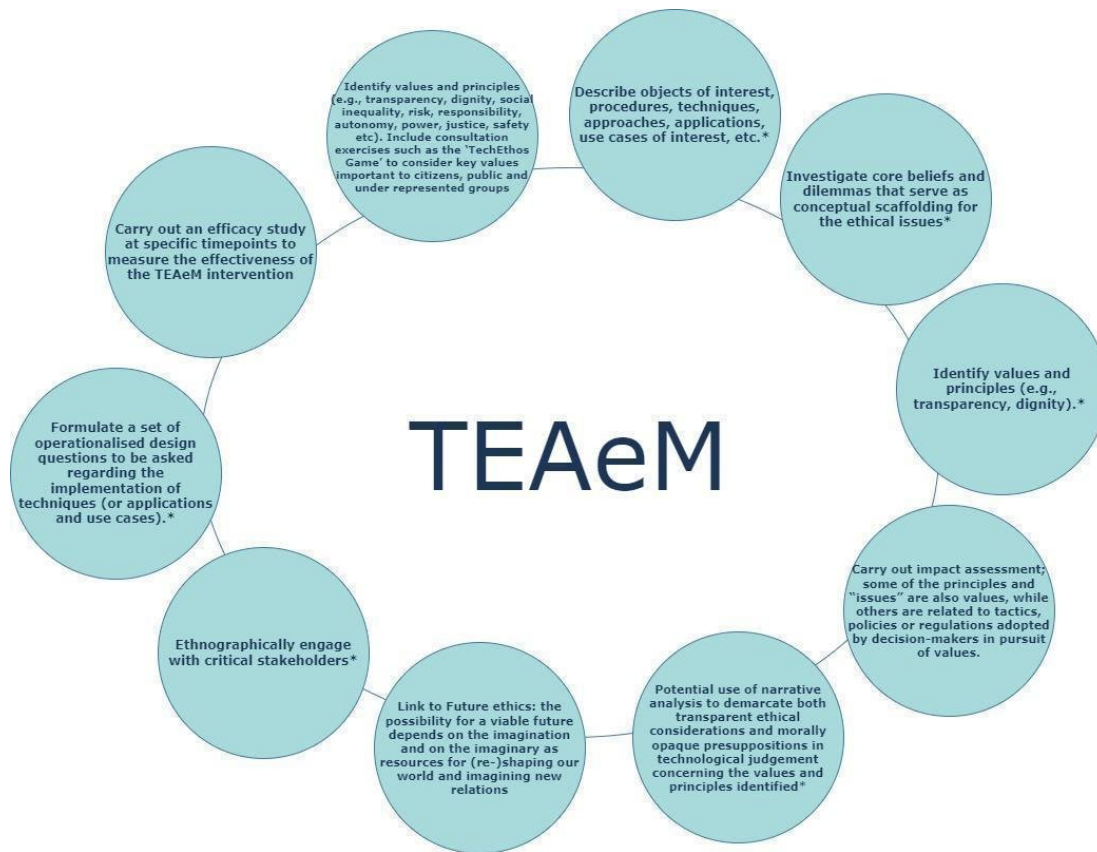 Identify values and principles
(e.g., transparency, dignity, social
inequality, risk, responsibility,
autonomy, power, justice, safety
etc). Include consultation
exercises such as the ‘TechEthos
Game’ to consider key values
important to citizens, public and
under represented groups
Describe objects of interest,
procedures, techniques,
approaches, applications,
use cases of interest, etc.*
Investigate core beliefs and
dilemmas that serve as
conceptual scaffolding for
the ethical issues*
Identify values and
principles (e.g.,
transparency, dignity).*
Carry out impact assessment;
some of the principles and
“issues” are also values, while
others are related to tactics,
policies or regulations adopted
by decision-makers in pursuit
of values.
Potential use of narrative
analysis to demarcate both
transparent ethical
considerations and morally
opaque presuppositions in
technological judgement
concerning the values and
principles identified*
Link to Future ethics: the
possibility for a viable future
depends on the imagination
and on the imaginary as
resources for (re-)shaping our
world and imagining new
relations
Ethnographically engage
with critical stakeholders*
Formulate a set of
operationalised design
questions to be asked
regarding the
implementation of
techniques (or applications
and use cases).*
Carry out an efficacy study
at specific timepoints to
measure the effectiveness of
the TEAeM intervention
TEAeM